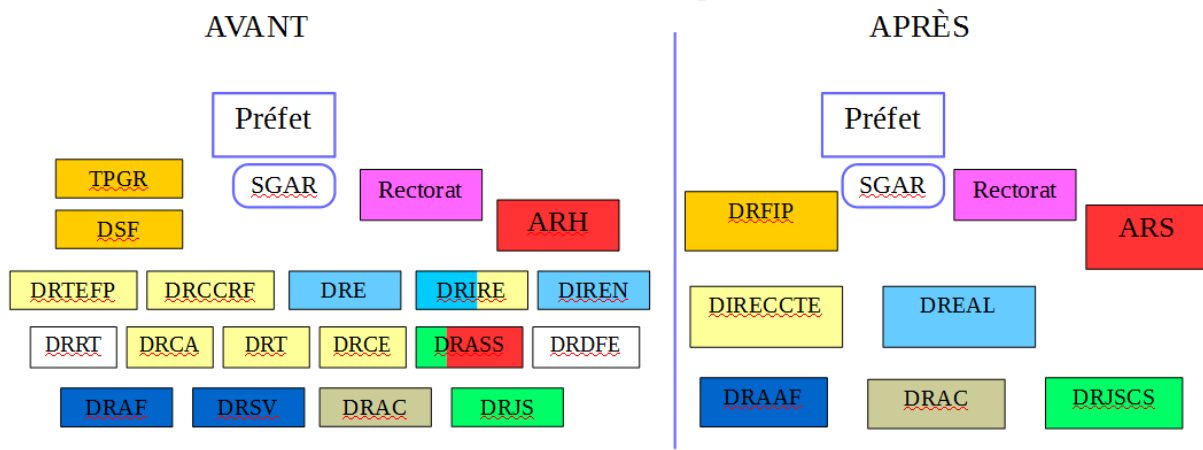 AVANT
Préfet
TPGR
SGAR
Rectorat
DSF
ARH
DRTEFP
DRCCRF
DRE
DRIRE
DIREN
DRRT
DRCA
DRT
DRCE
DRASS
DRDFE
DRAF
DRSV
DRAC
DRJS
APRÈS
Préfet
SGAR
Rectorat
DRFIP
ARS
DIRECCTE
DREAL
DRAAF
DRAC
DRJSCS